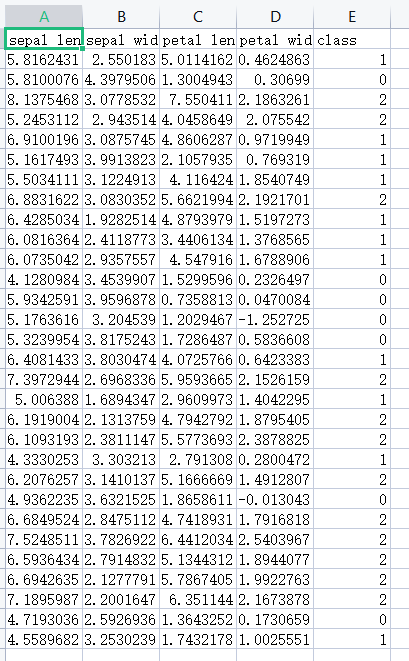 A B C D E
sepal len sepal wid petal len petal wid class
5.8162431 2.550183 5.0114162 0.4624863 1
5.8100076 4.3979506 1.3004943 0.30699 0
8.1375468 3.0778532 7.550411 2.1863261 2
5.2453112 2.943514 4.0458649 2.075542 2
6.9100196 3.0875745 4.8606287 0.9719949 1
5.1617493 3.9913823 2.1057935 0.769319 1
5.5034111 3.1224913 4.116424 1.8540749 1
6.8831622 3.0830352 5.6621994 2.1921701 2
6.4285034 1.9282514 4.8793979 1.5197273 1
6.0816364 2.4118773 3.4406134 1.3768565 1
6.0735042 2.9357557 4.547916 1.6788906 1
4.1280984 3.4539907 1.5299596 0.2326497 0
5.9342591 3.9596878 0.7358813 0.0470084 0
5.1763616 3.204539 1.2029467 -1.252725 0
5.3239954 3.8175243 1.7286487 0.5836608 0
6.4081433 3.8030474 4.0725766 0.6423383 1
7.3972944 2.6968336 5.9593665 2.1526159 2
5.006388 1.6894347 2.9609973 1.4042295 1
6.1919004 2.1313759 4.7942792 1.8795405 2
6.1093193 2.3811147 5.5773693 2.3878825 2
4.3330253 3.303213 2.791308 0.2800472 1
6.2076257 3.1410137 5.1666669 1.4912807 2
4.9362235 3.6321525 1.8658611 -0.013043 0
6.6849524 2.8475112 4.7418931 1.7916818 2
7.5248511 3.7826922 6.4412034 2.5403967 2
6.5936434 2.7914832 5.1344312 1.8944077 2
6.6942635 2.1277791 5.7867405 1.9922763 2
7.1895987 2.2001647 6.351144 2.1673878 2
4.7193036 2.5926936 1.3643252 0.1730659 0
4.5589682 3.2530239 1.7432178 1.0025551 1